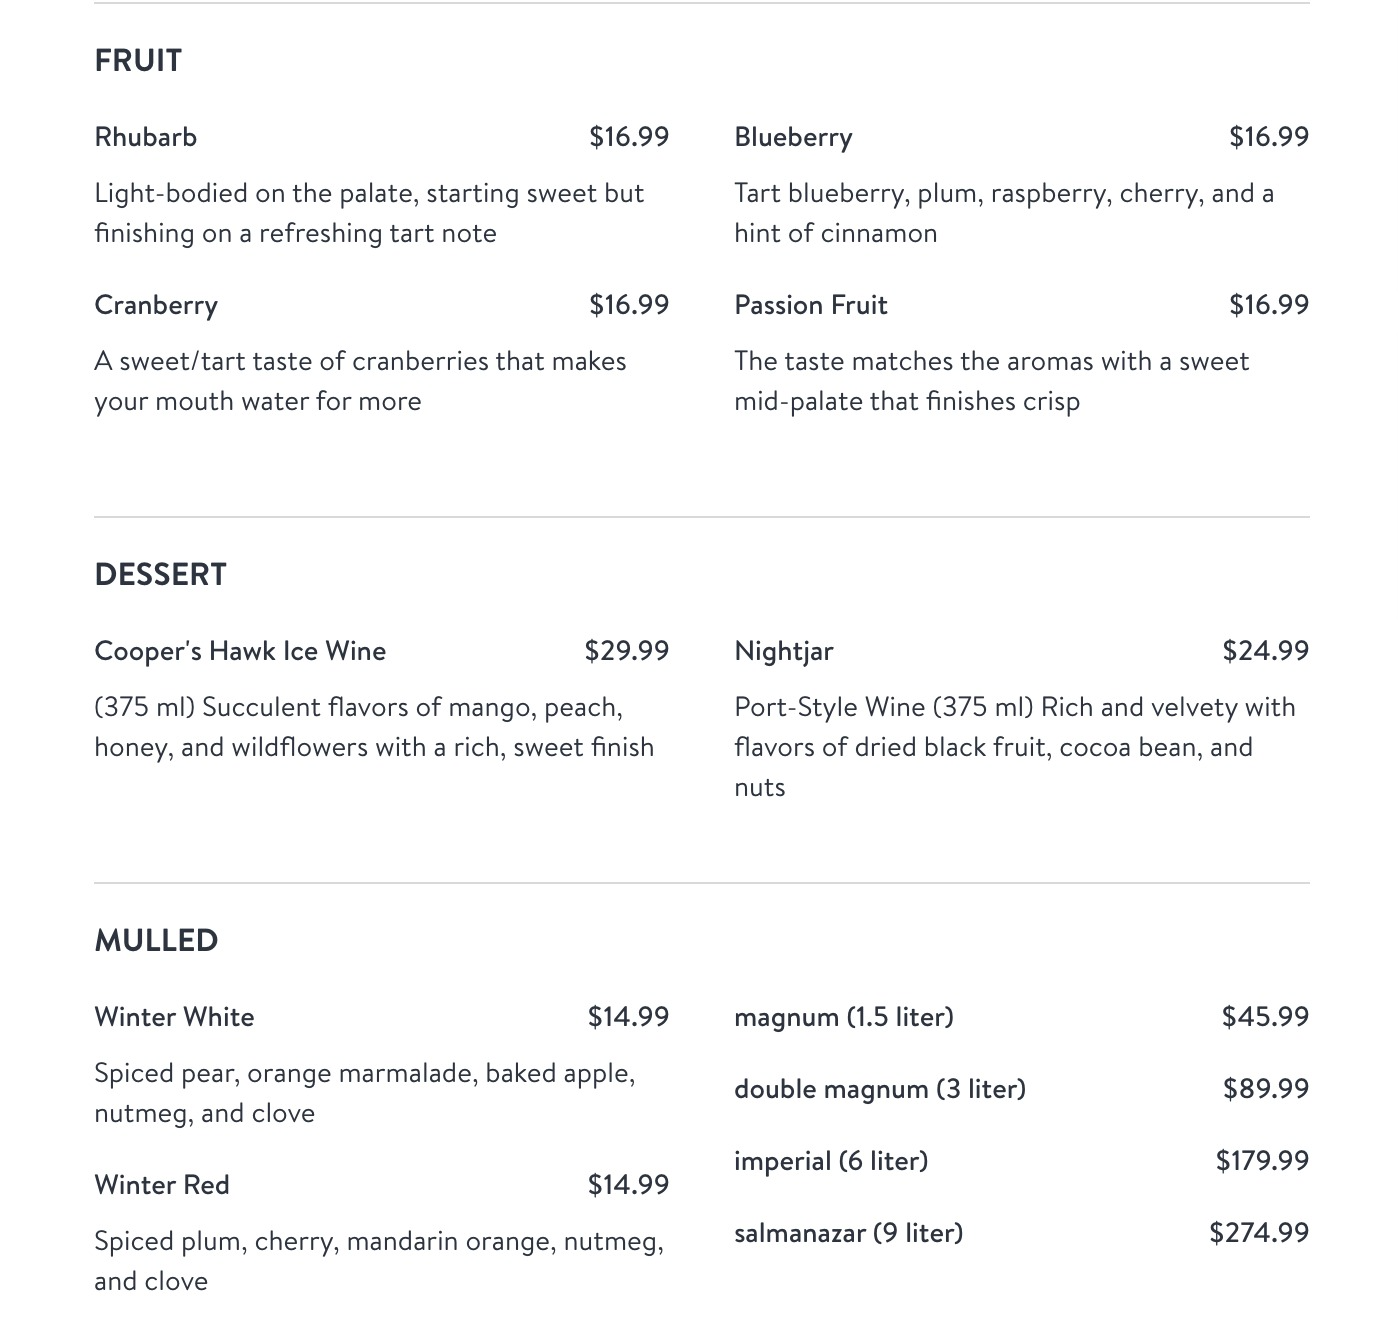 FRUIT
Rhubarb $16.99
Light-bodied on the palate, starting sweet but
finishing on a refreshing tart note
Cranberry $16.99
A sweet/tart taste of cranberries that makes
your mouth water for more
Blueberry $16.99
Tart blueberry, plum, raspberry, cherry, and a
hint of cinnamon
Passion Fruit $16.99
The taste matches the aromas with a sweet
mid-palate that finishes crisp
DESSERT
Cooper's Hawk Ice Wine $29.99
(375 ml) Succulent flavors of mango, peach,
honey, and wildflowers with a rich, sweet finish
Nightjar $24.99
Port-Style Wine (375 ml) Rich and velvety with
flavors of dried black fruit, cocoa bean, and
nuts
MULLED
Winter White $14.99
Spiced pear, orange marmalade, baked apple,
nutmeg, and clove
Winter Red $14.99
Spiced plum, cherry, mandarin orange, nutmeg,
and clove
magnum (1.5 liter) $45.99
double magnum (3 liter) $89.99
imperial (6 liter) $179.99
salmanazar (9 liter) $274.99